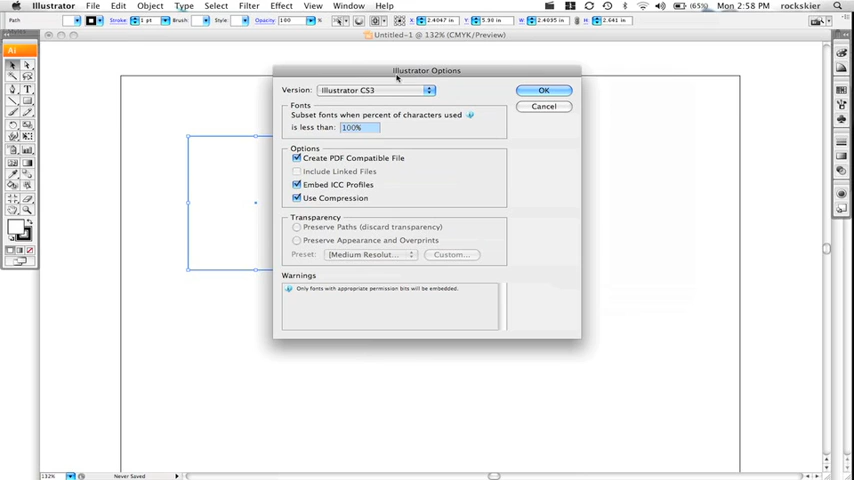 Illustrator File Edit Object Type Select Filter Effect View Window Help (65%) Mon 2:58 PM rockskier
Path Stroke: 1 pt Brush: Style: Opacity: 100 X: 2.4047 in Y: 5.98 in W: 2.4035 in H: 2.641 in
Untitled-1 @ 132% (CMYK/Preview)
Ai
Illustrator Options
Version: Illustrator CS3
OK
Fonts
Cancel
Subset fonts when percent of characters used
is less than: 100%
Options
Create PDF Compatible File
Include Linked Files
Embed ICC Profiles
Use Compression
Transparency
Preserve Paths (discard transparency)
Preserve Appearance and Overprints
Preset: [Medium Resolut... Custom...
Warnings
Only fonts with appropriate permission bits will be embedded.
132% Never Saved